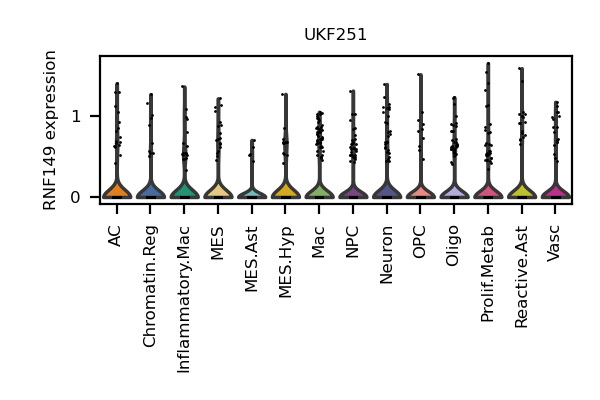 UKF251
RNF149 expression
1
0
AC
Chromatin.Reg
Inflammatory.Mac
MES
MES.Ast
MES.Hyp
Mac
NPC
Neuron
OPC
Oligo
Prolif.Metab
Reactive.Ast
Vasc